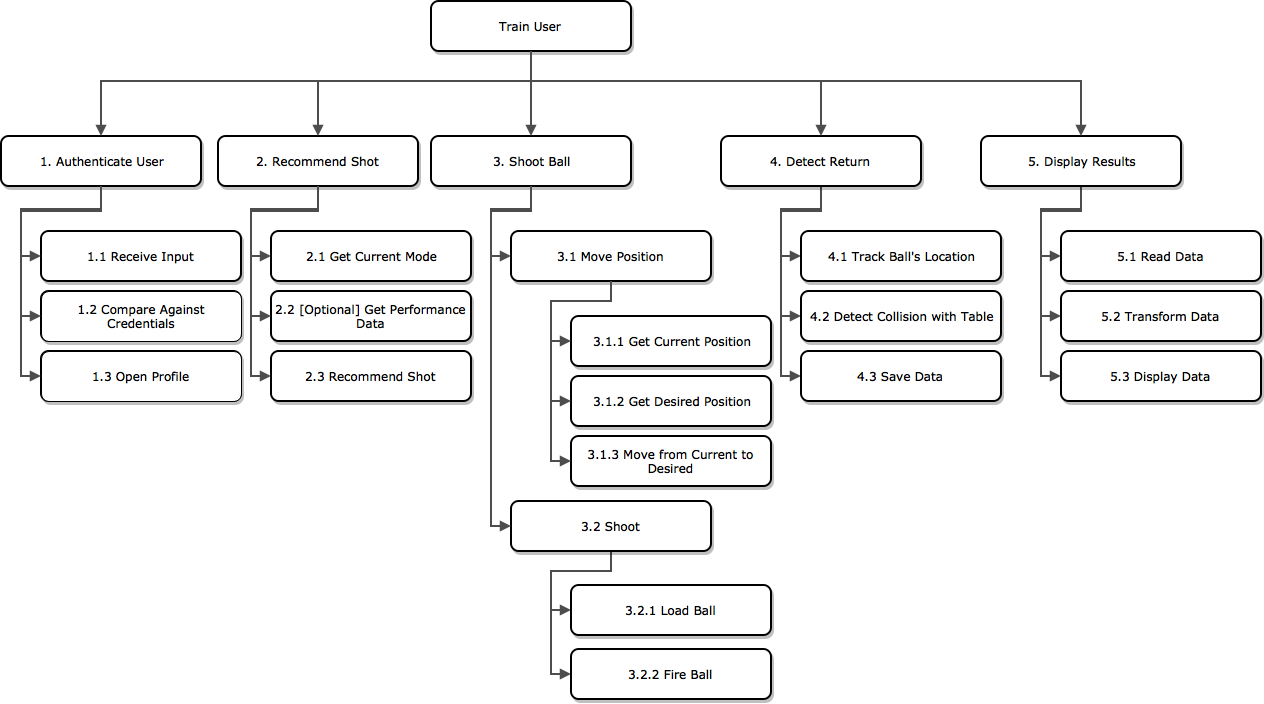 Train User
1. Authenticate User
2. Recommend Shot
3. Shoot Ball
4. Detect Return
5. Display Results
1.1 Receive Input
1.2 Compare Against
Credentials
1.3 Open Profile
2.1 Get Current Mode
2.2 [Optional] Get Performance
Data
2.3 Recommend Shot
3.1 Move Position
3.1.1 Get Current Position
3.1.2 Get Desired Position
3.1.3 Move from Current to
Desired
3.2 Shoot
3.2.1 Load Ball
3.2.2 Fire Ball
4.1 Track Ball's Location
4.2 Detect Collision with Table
4.3 Save Data
5.1 Read Data
5.2 Transform Data
5.3 Display Data